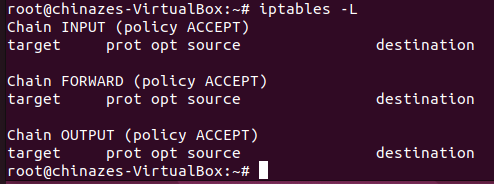 root@chinazes-VirtualBox:~# iptables -L
Chain INPUT (policy ACCEPT)
target     prot opt source               destination

Chain FORWARD (policy ACCEPT)
target     prot opt source               destination

Chain OUTPUT (policy ACCEPT)
target     prot opt source               destination
root@chinazes-VirtualBox:~#